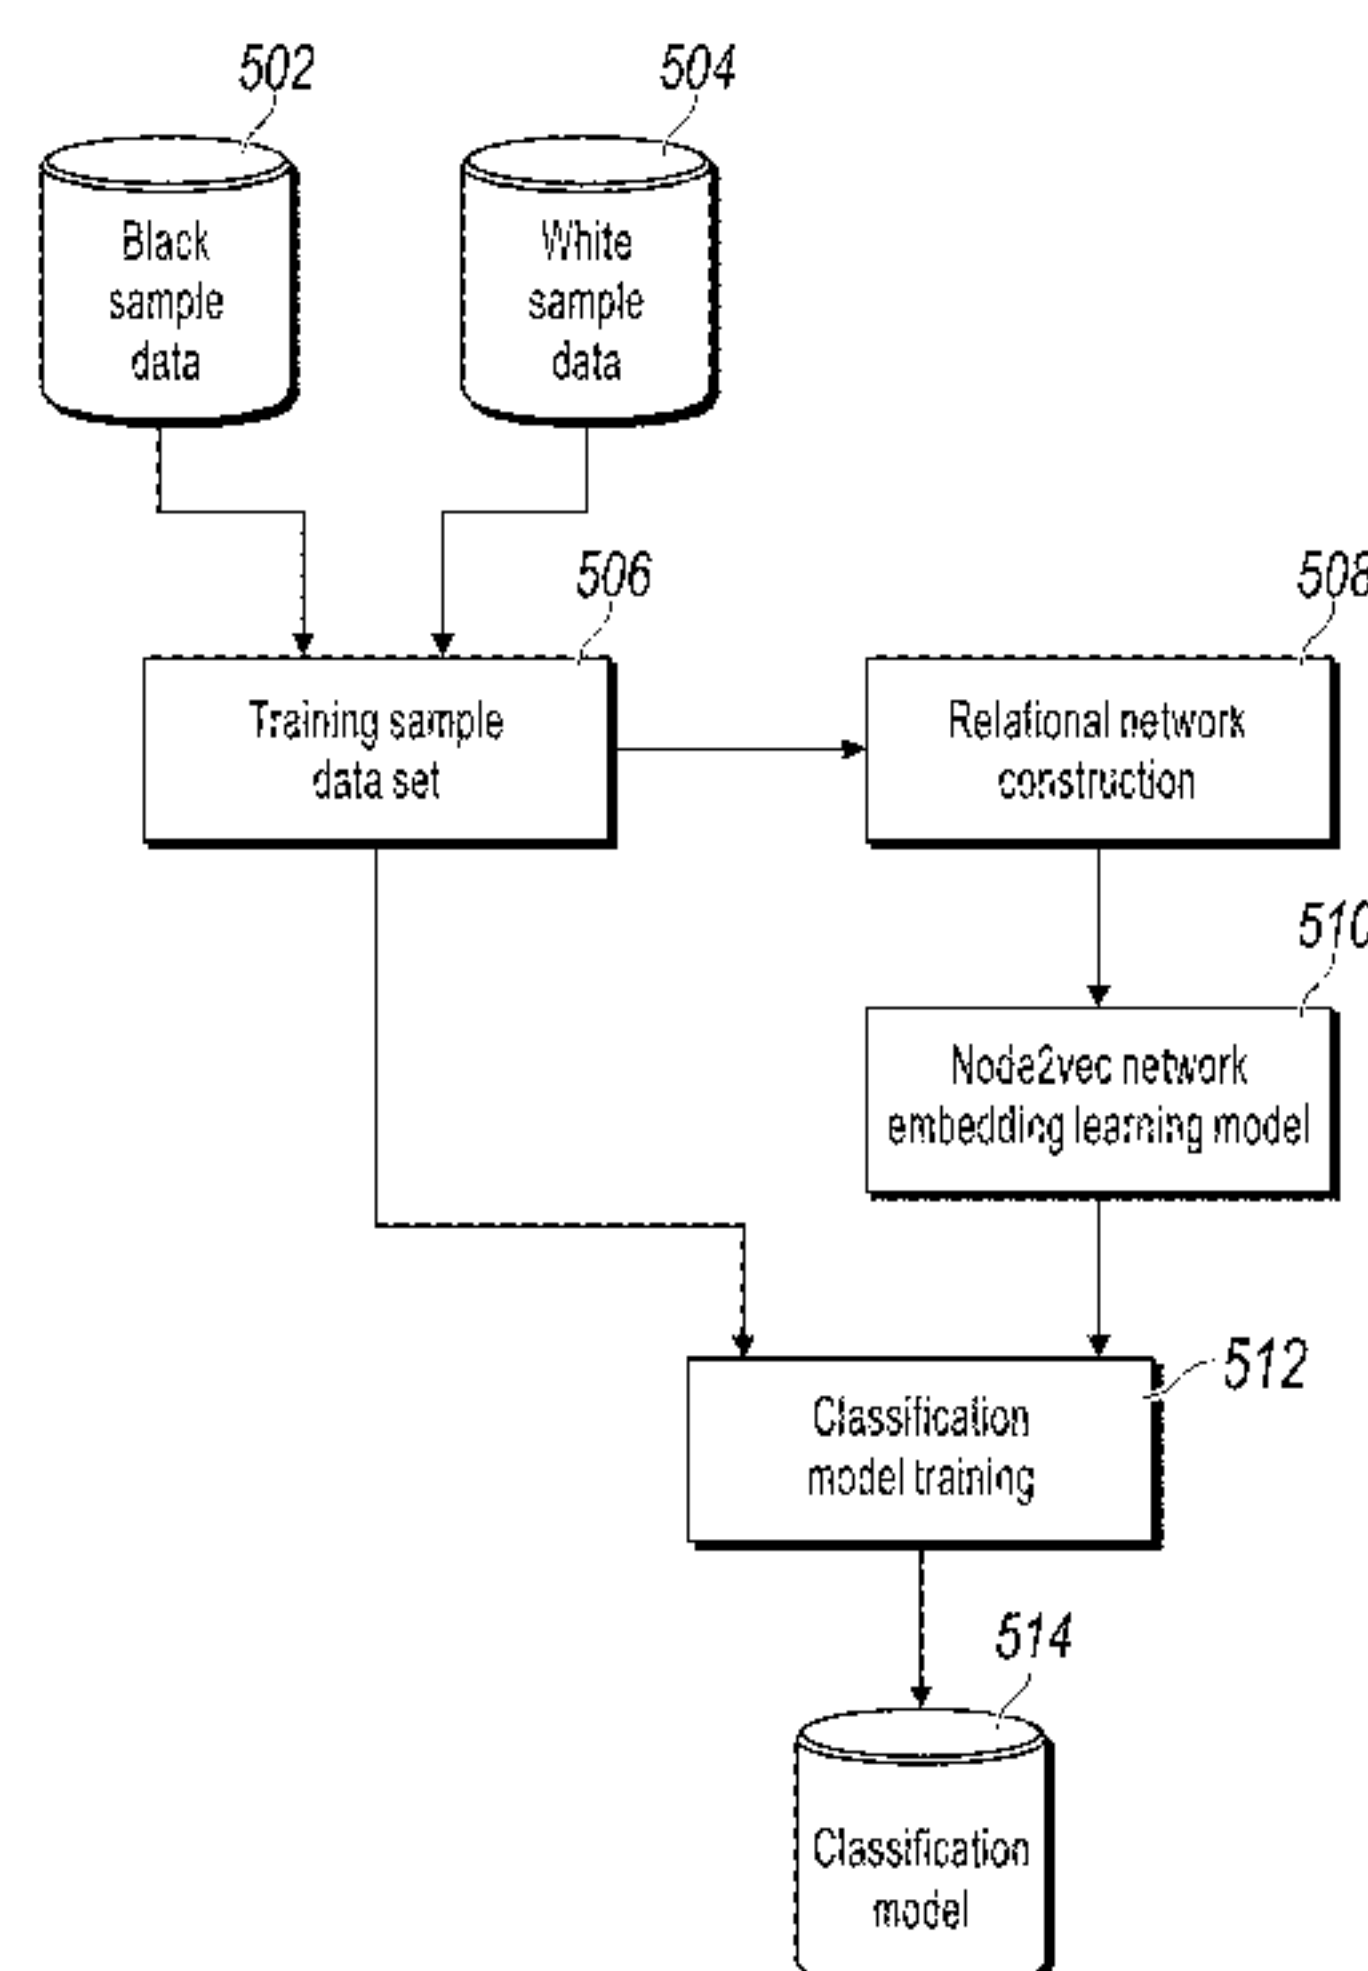 502
504
Black
sample
data
White
sample
data
506
508
Training sample
data set
Relational network
construction
510
Node2vec network
embedding learning model
512
Classification
model training
514
Classification
model